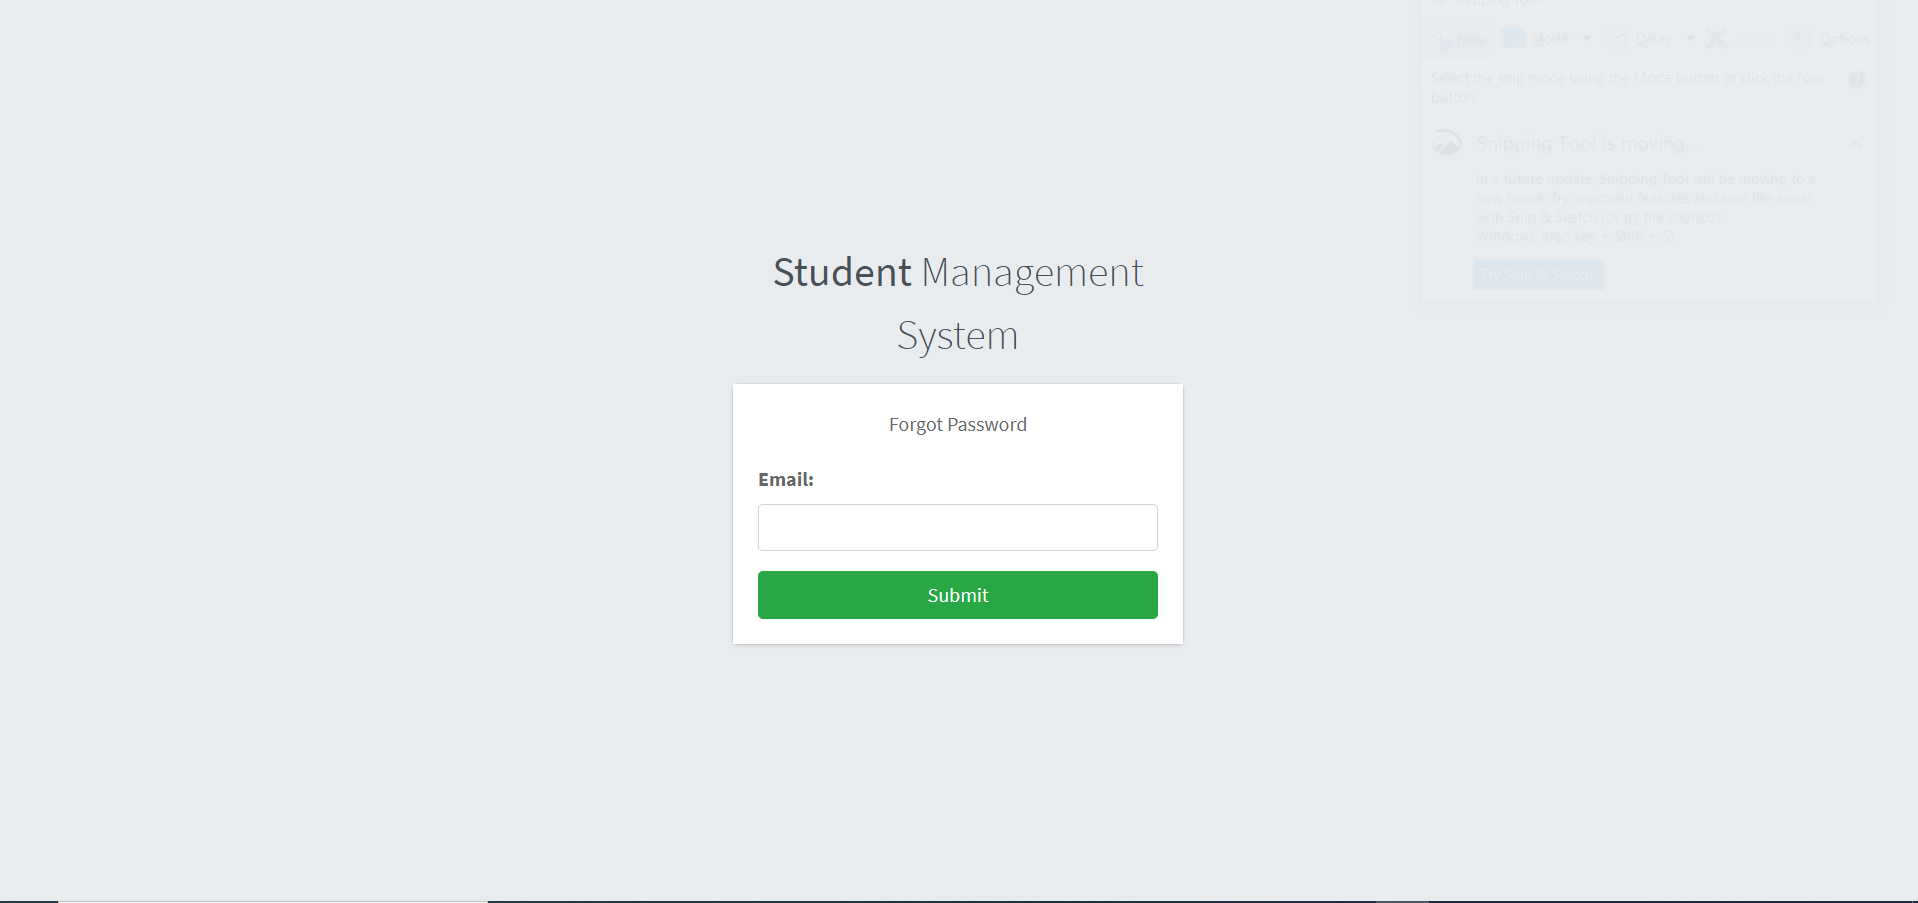 Student Management
System
Forgot Password
Email:
Submit
New
Mode
Delay
Options
Select the snip mode using the Mode button or click the New
button.
Snipping Tool is moving...
In a future update, Snipping Tool will be moving to a
new home. Try improved features and snip like usual
with Snip & Sketch (or try the shortcut
Windows logo key + Shift + S).
Try Snip & Sketch